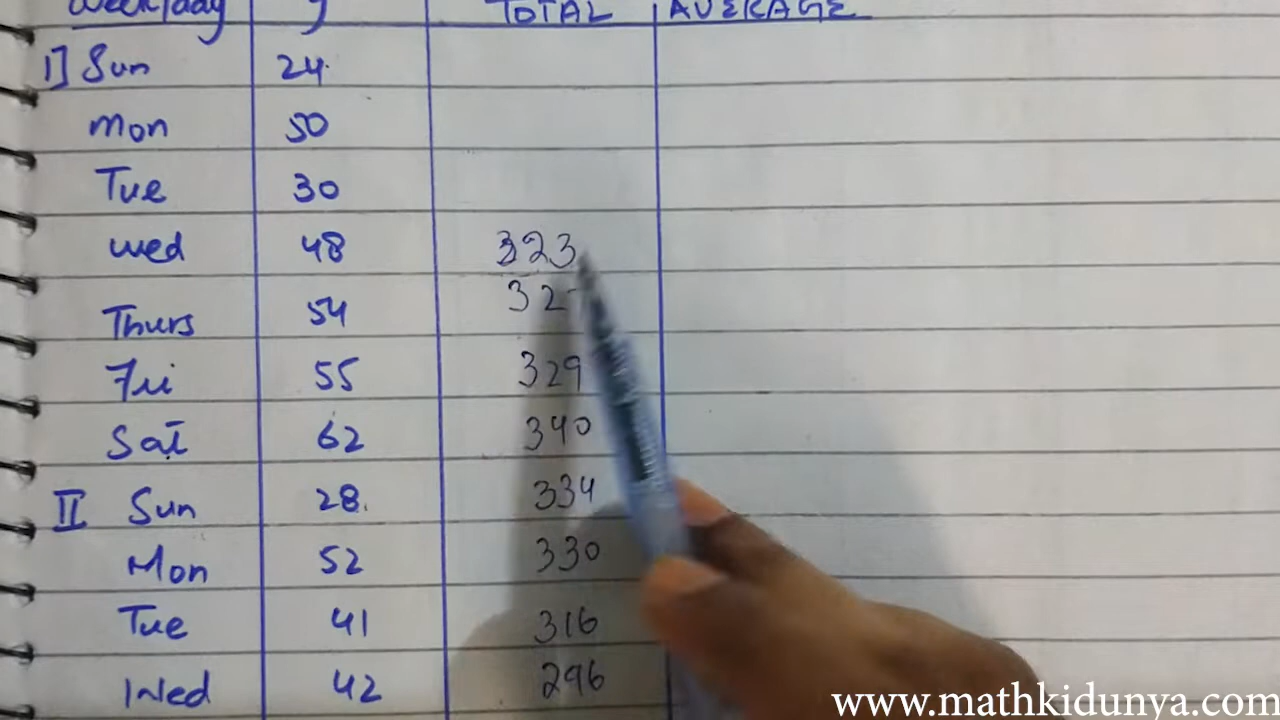 Weekday y TOTAL AVERAGE
I] Sun 24
Mon 50
Tue 30
Wed 48 323
Thurs 54
Fri 55 329
Sat 62 340
II Sun 28 334
Mon 52 330
Tue 41 316
Wed 42 296
www.mathkidunya.com